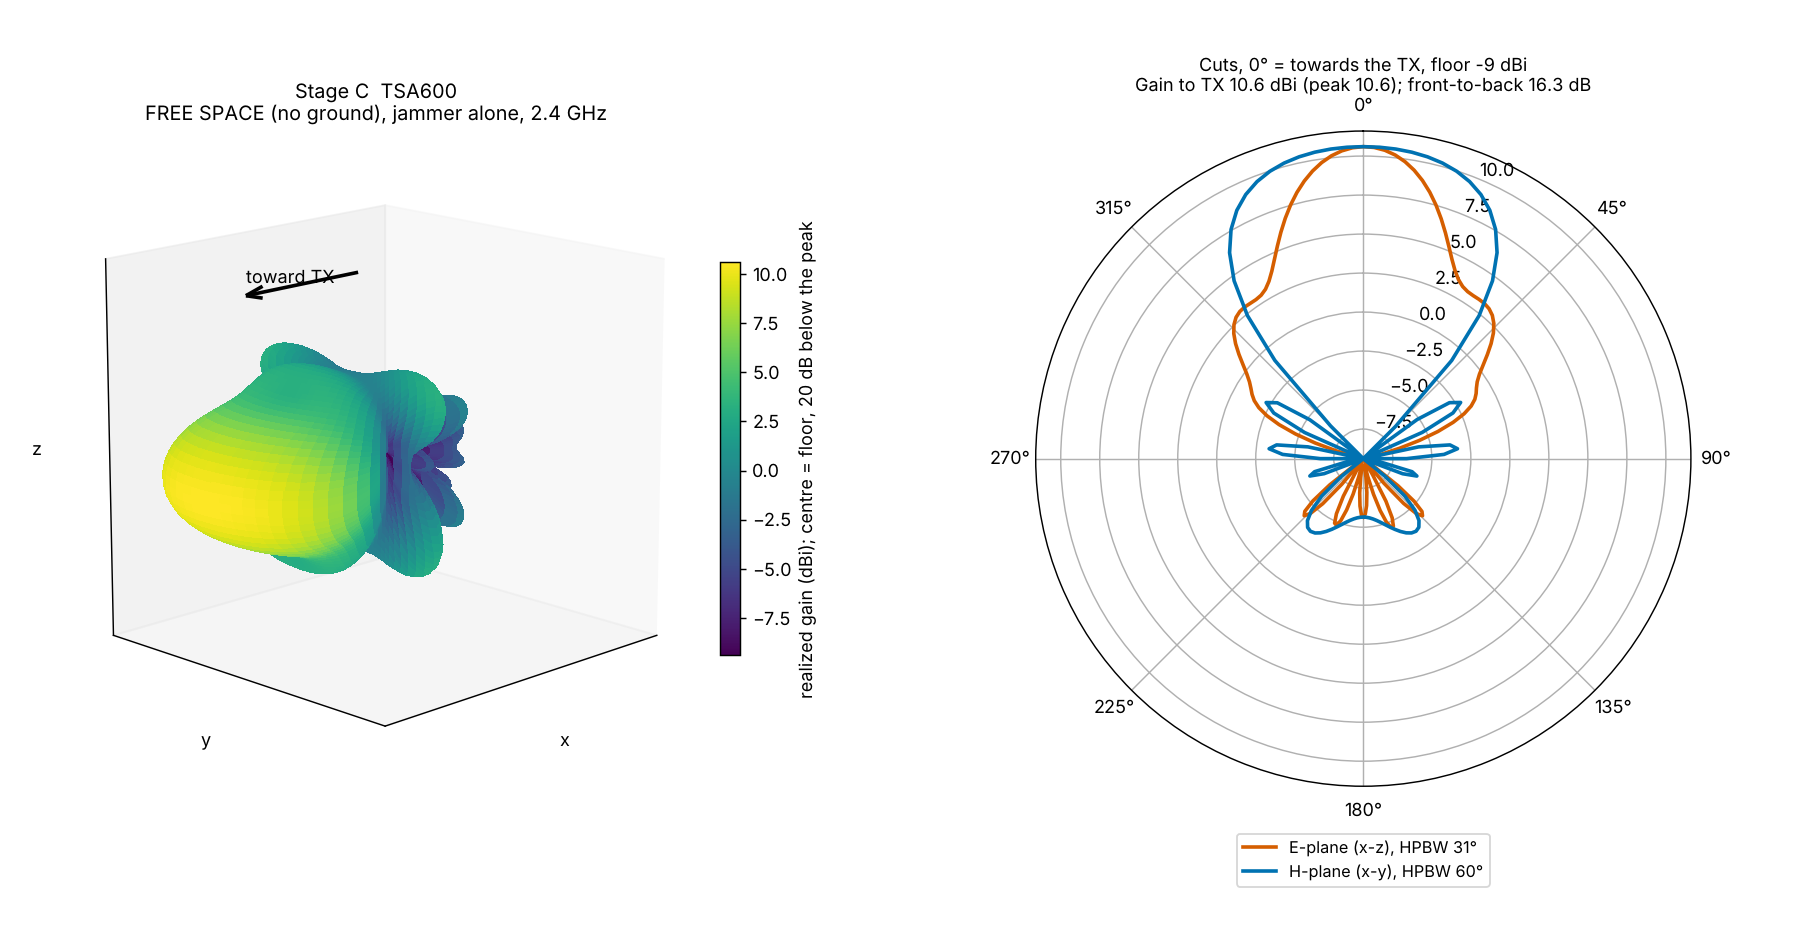 Stage C  TSA600
FREE SPACE (no ground), jammer alone, 2.4 GHz
toward TX
z
y
x
10.0
7.5
5.0
2.5
0.0
−2.5
−5.0
−7.5
realized gain (dBi); centre = floor, 20 dB below the peak
Cuts, 0° = towards the TX, floor -9 dBi
Gain to TX 10.6 dBi (peak 10.6); front-to-back 16.3 dB
0°
45°
90°
135°
180°
225°
270°
315°
10.0
7.5
5.0
2.5
0.0
−2.5
−5.0
−7.5
E-plane (x-z), HPBW 31°
H-plane (x-y), HPBW 60°